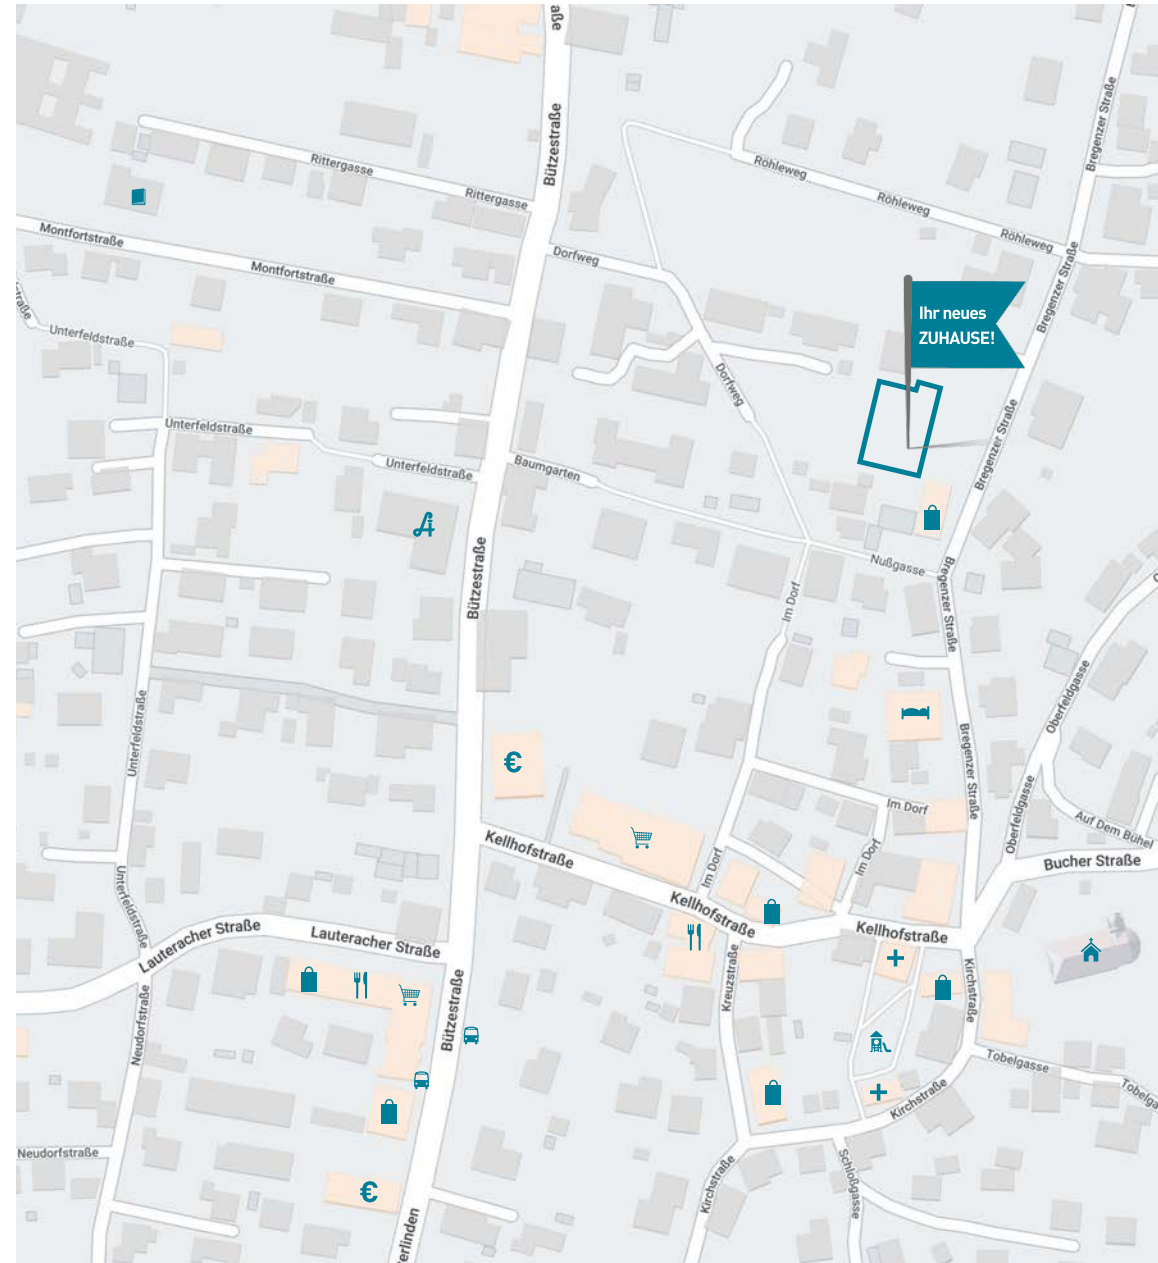 Bregenzer Straße
Bützestraße
Rittergasse
Röhleweg
Rittergasse
Röhleweg
Montfortstraße
Röhleweg
Dorfweg
Montfortstraße
Bregenzer Straße
Ihr neues
ZUHAUSE!
Unterfeldstraße
Dorfweg
Unterfeldstraße
Bregenzer Straße
Unterfeldstraße
Baumgarten
Bützestraße
Nußgasse
Bregenzer Straße
Im Dorf
Unterfeldstraße
Oberfeldgasse
€
Bregenzer Straße
Im Dorf
Oberfeldgasse
Auf Dem Bühel
Kellhofstraße
Im Dorf
Im Dorf
Bucher Straße
Unterfeldstraße
Kellhofstraße
Lauteracher Straße
Lauteracher Straße
Kellhofstraße
Kreuzstraße
Kirchstraße
Neudorfstraße
Bützestraße
Tobelgasse
Kirchstraße
Neudorfstraße
Kirchstraße
Schloßgasse
€